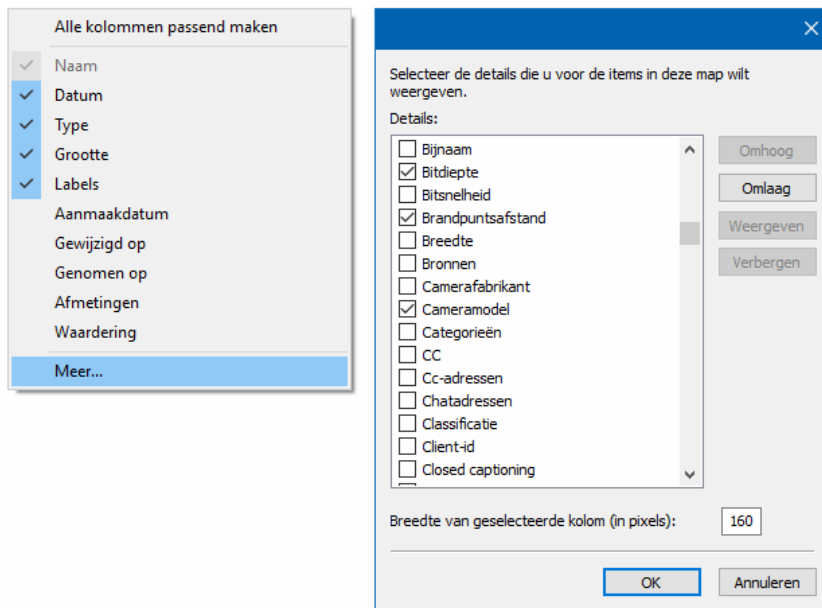 Alle kolommen passend maken
Naam
Datum
Type
Grootte
Labels
Aanmaakdatum
Gewijzigd op
Genomen op
Afmetingen
Waardering
Meer...
Selecteer de details die u voor de items in deze map wilt
weergeven.
Details:
Bijnaam
Bitdiepte
Bitsnelheid
Brandpuntsafstand
Breedte
Bronnen
Camerafabrikant
Cameramodel
Categorieën
CC
Cc-adressen
Chatadressen
Classificatie
Client-id
Closed captioning
Omhoog
Omlaag
Weergeven
Verbergen
Breedte van geselecteerde kolom (in pixels): 160
OK Annuleren